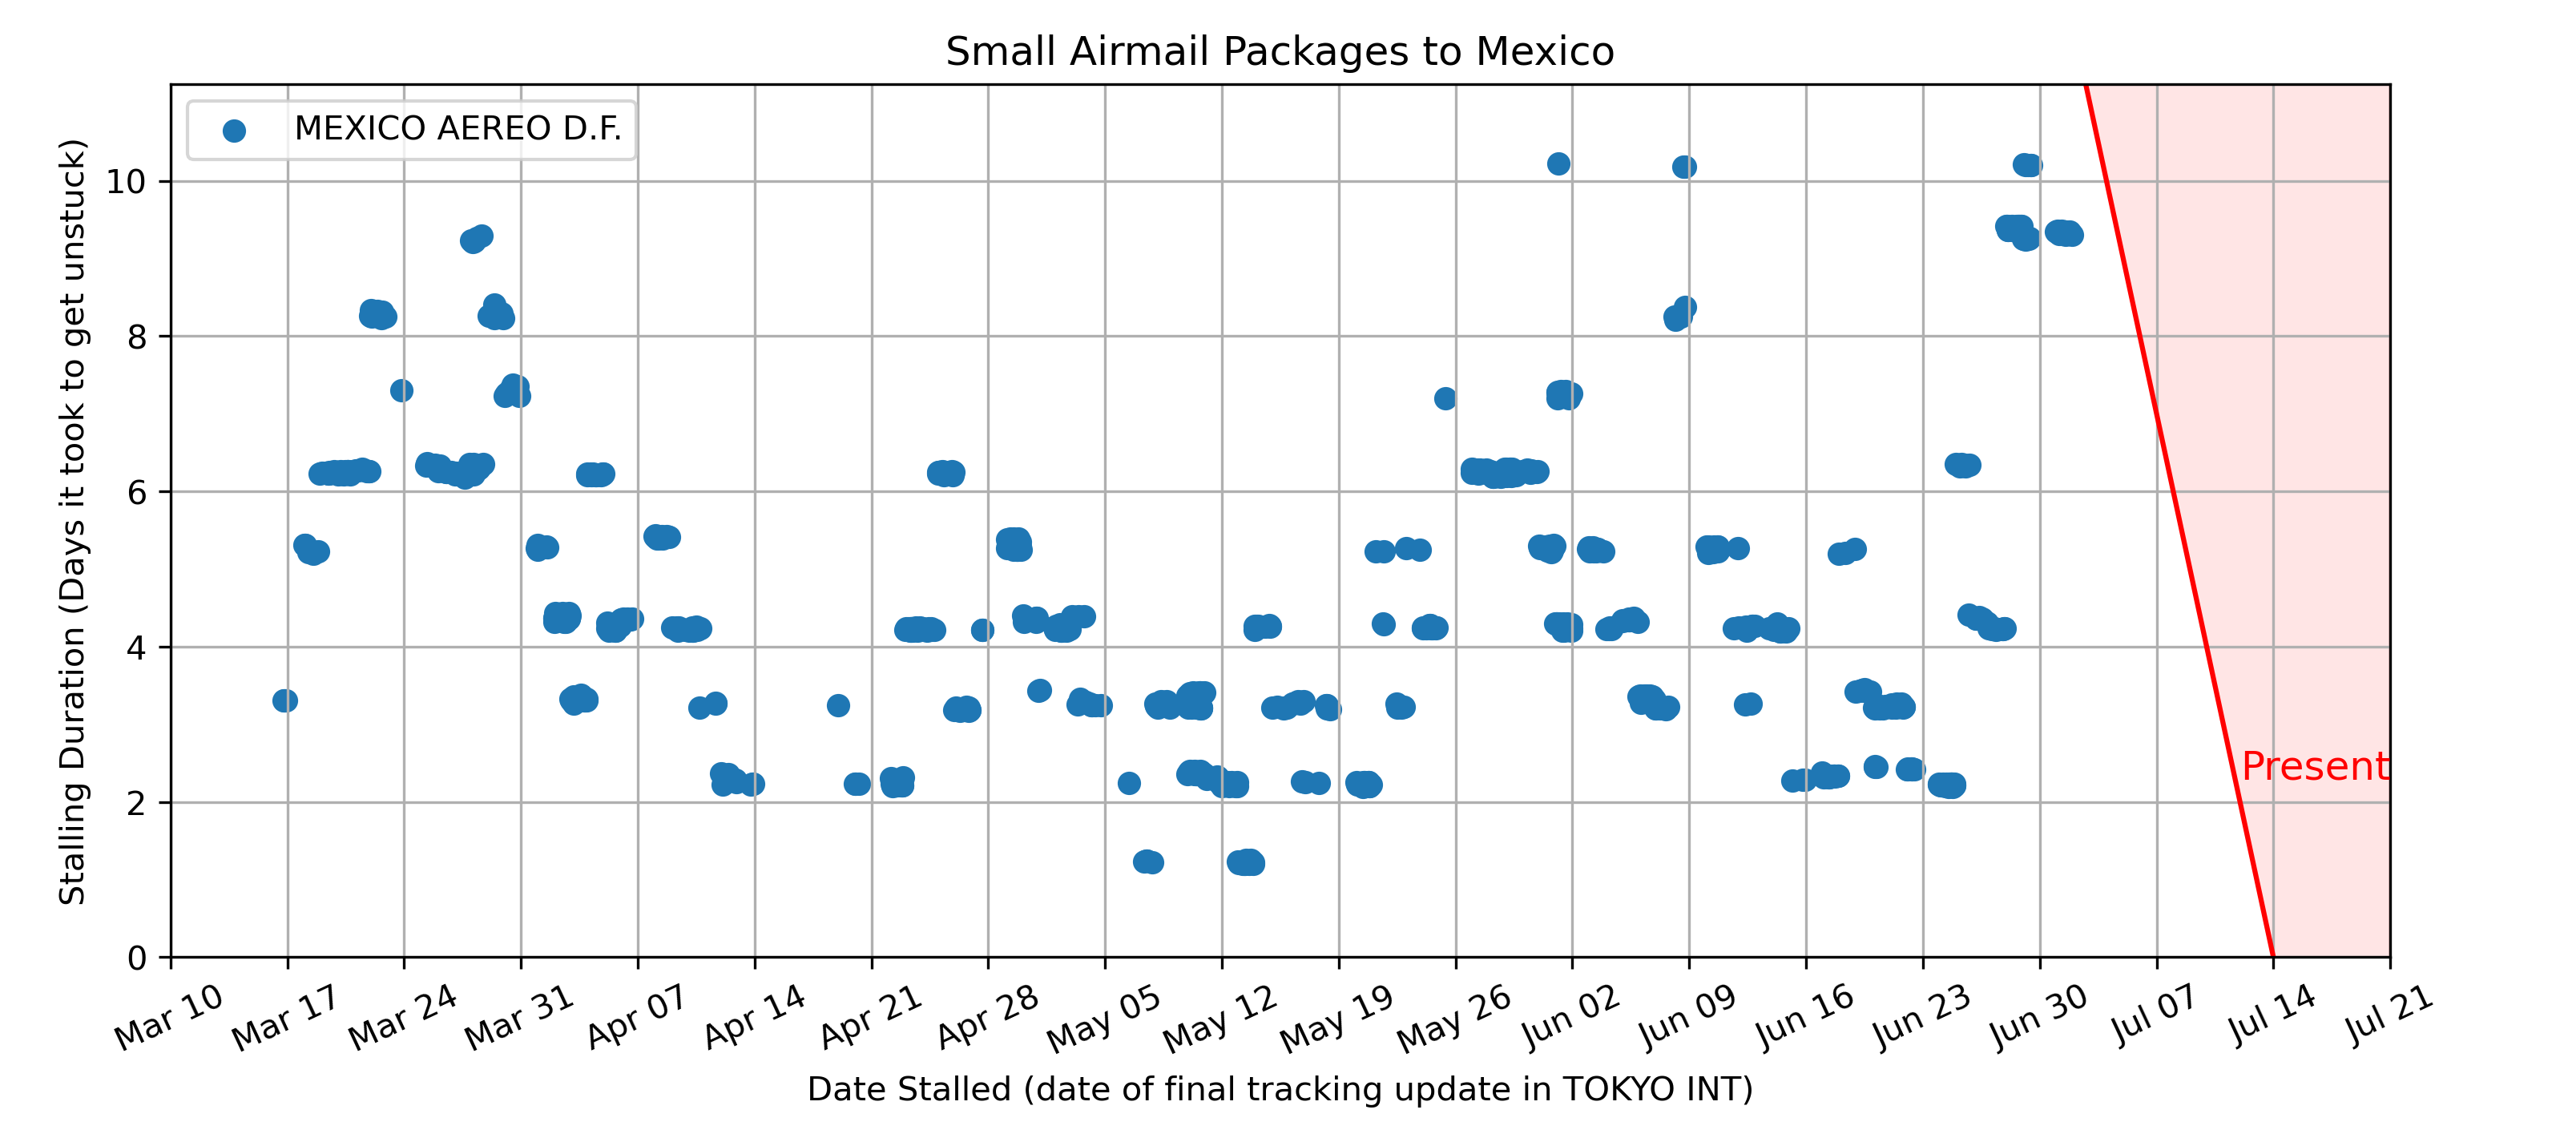 Small Airmail Packages to Mexico
MEXICO AEREO D.F.
Stalling Duration (Days it took to get unstuck)
10
8
6
4
2
0
Present
Mar 10 Mar 17 Mar 24 Mar 31 Apr 07 Apr 14 Apr 21 Apr 28 May 05 May 12 May 19 May 26 Jun 02 Jun 09 Jun 16 Jun 23 Jun 30 Jul 07 Jul 14 Jul 21
Date Stalled (date of final tracking update in TOKYO INT)